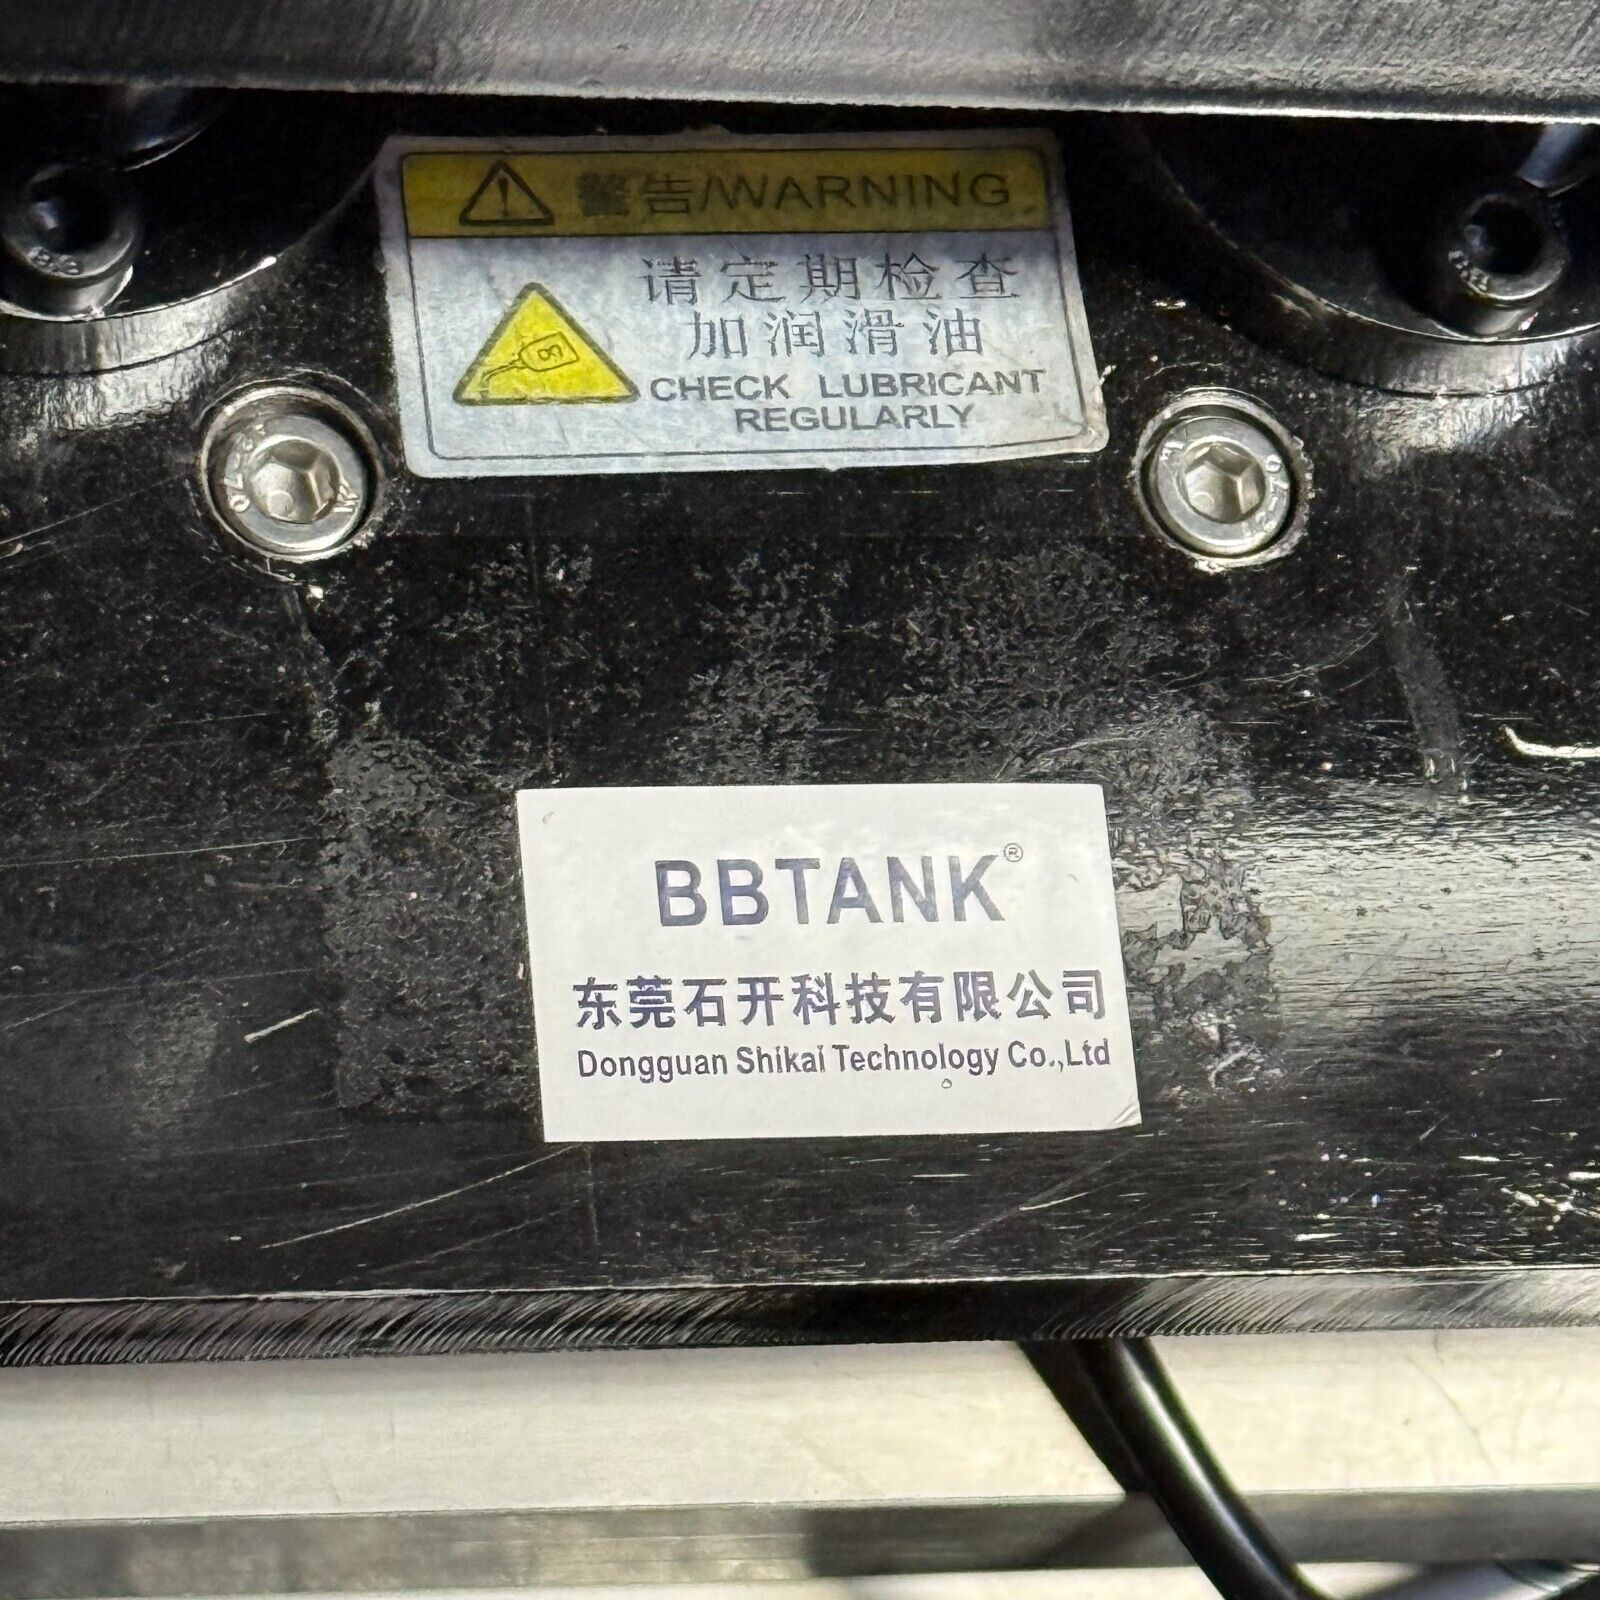 警告/WARNING
请定期检查
加润滑油
CHECK LUBRICANT
REGULARLY
BBTANK®
东莞石开科技有限公司
Dongguan Shikai Technology Co.,Ltd